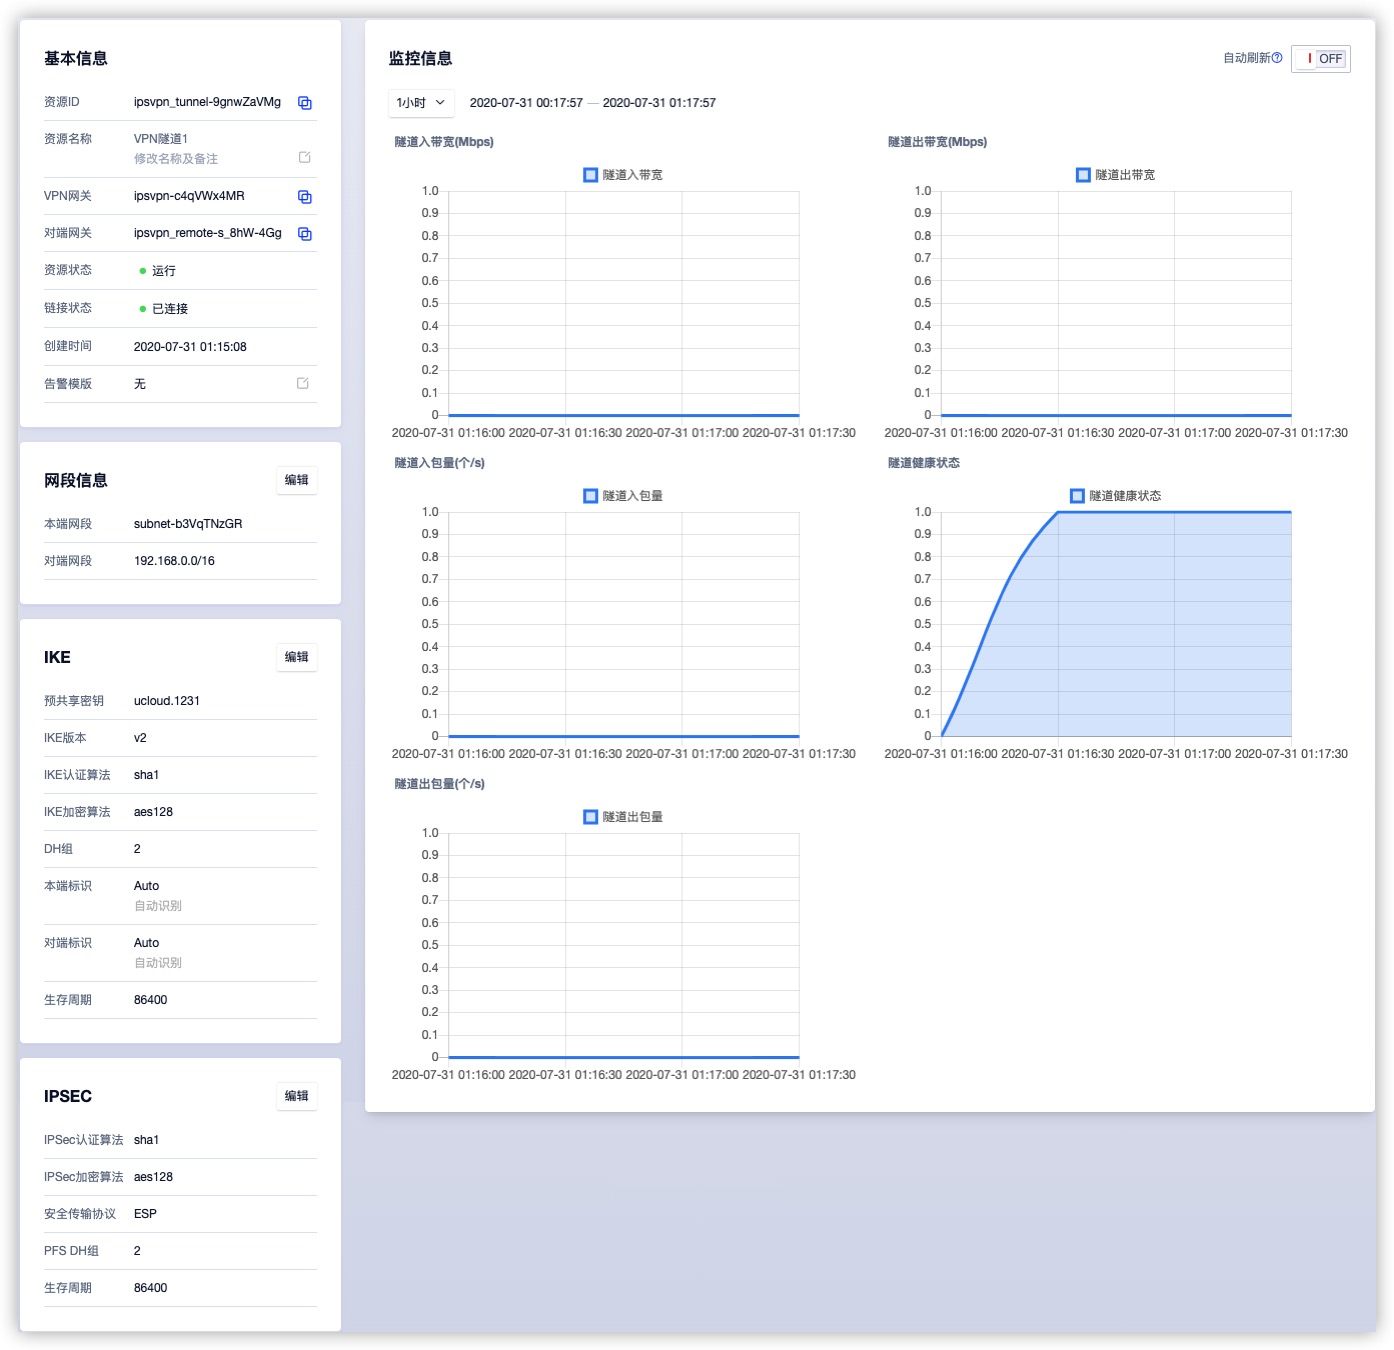 基本信息
资源ID ipsvpn_tunnel-9gnwZaVMg
资源名称 VPN隧道1
修改名称及备注
VPN网关 ipsvpn-c4qVWx4MR
对端网关 ipsvpn_remote-s_8hW-4Gg
资源状态 运行
链接状态 已连接
创建时间 2020-07-31 01:15:08
告警模版 无
网段信息 编辑
本端网段 subnet-b3VqTNzGR
对端网段 192.168.0.0/16
IKE 编辑
预共享密钥 ucloud.1231
IKE版本 v2
IKE认证算法 sha1
IKE加密算法 aes128
DH组 2
本端标识 Auto
自动识别
对端标识 Auto
自动识别
生存周期 86400
IPSEC 编辑
IPSec认证算法 sha1
IPSec加密算法 aes128
安全传输协议 ESP
PFS DH组 2
生存周期 86400
监控信息 自动刷新 OFF
1小时 2020-07-31 00:17:57 — 2020-07-31 01:17:57
隧道入带宽(Mbps)
隧道入带宽
1.0
0.9
0.8
0.7
0.6
0.5
0.4
0.3
0.2
0.1
0
2020-07-31 01:16:00 2020-07-31 01:16:30 2020-07-31 01:17:00 2020-07-31 01:17:30
隧道出带宽(Mbps)
隧道出带宽
1.0
0.9
0.8
0.7
0.6
0.5
0.4
0.3
0.2
0.1
0
2020-07-31 01:16:00 2020-07-31 01:16:30 2020-07-31 01:17:00 2020-07-31 01:17:30
隧道入包量(个/s)
隧道入包量
1.0
0.9
0.8
0.7
0.6
0.5
0.4
0.3
0.2
0.1
0
2020-07-31 01:16:00 2020-07-31 01:16:30 2020-07-31 01:17:00 2020-07-31 01:17:30
隧道健康状态
隧道健康状态
1.0
0.9
0.8
0.7
0.6
0.5
0.4
0.3
0.2
0.1
0
2020-07-31 01:16:00 2020-07-31 01:16:30 2020-07-31 01:17:00 2020-07-31 01:17:30
隧道出包量(个/s)
隧道出包量
1.0
0.9
0.8
0.7
0.6
0.5
0.4
0.3
0.2
0.1
0
2020-07-31 01:16:00 2020-07-31 01:16:30 2020-07-31 01:17:00 2020-07-31 01:17:30